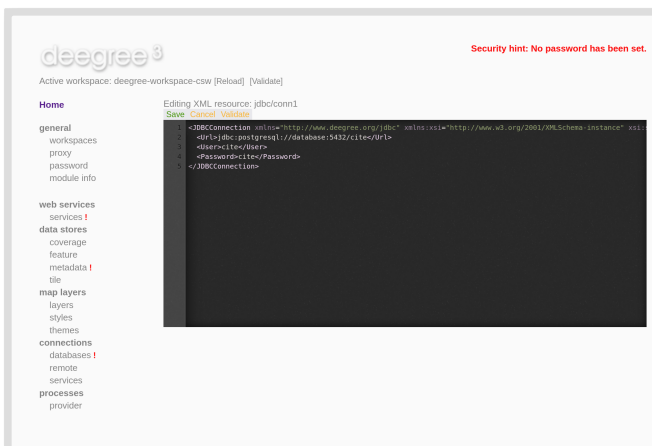 deegree 3
Security hint: No password has been set.
Active workspace: deegree-workspace-csw [Reload] [Validate]
Home
general
workspaces
proxy
password
module info
web services
services !
data stores
coverage
feature
metadata !
tile
map layers
layers
styles
themes
connections
databases !
remote
services
processes
provider
Editing XML resource: jdbc/conn1
Save Cancel Validate
1 <JDBCConnection xmlns="http://www.deegree.org/jdbc" xmlns:xsi="http://www.w3.org/2001/XMLSchema-instance" xsi:
2 <Url>jdbc:postgresql://database:5432/cite</Url>
3 <User>cite</User>
4 <Password>cite</Password>
5 </JDBCConnection>